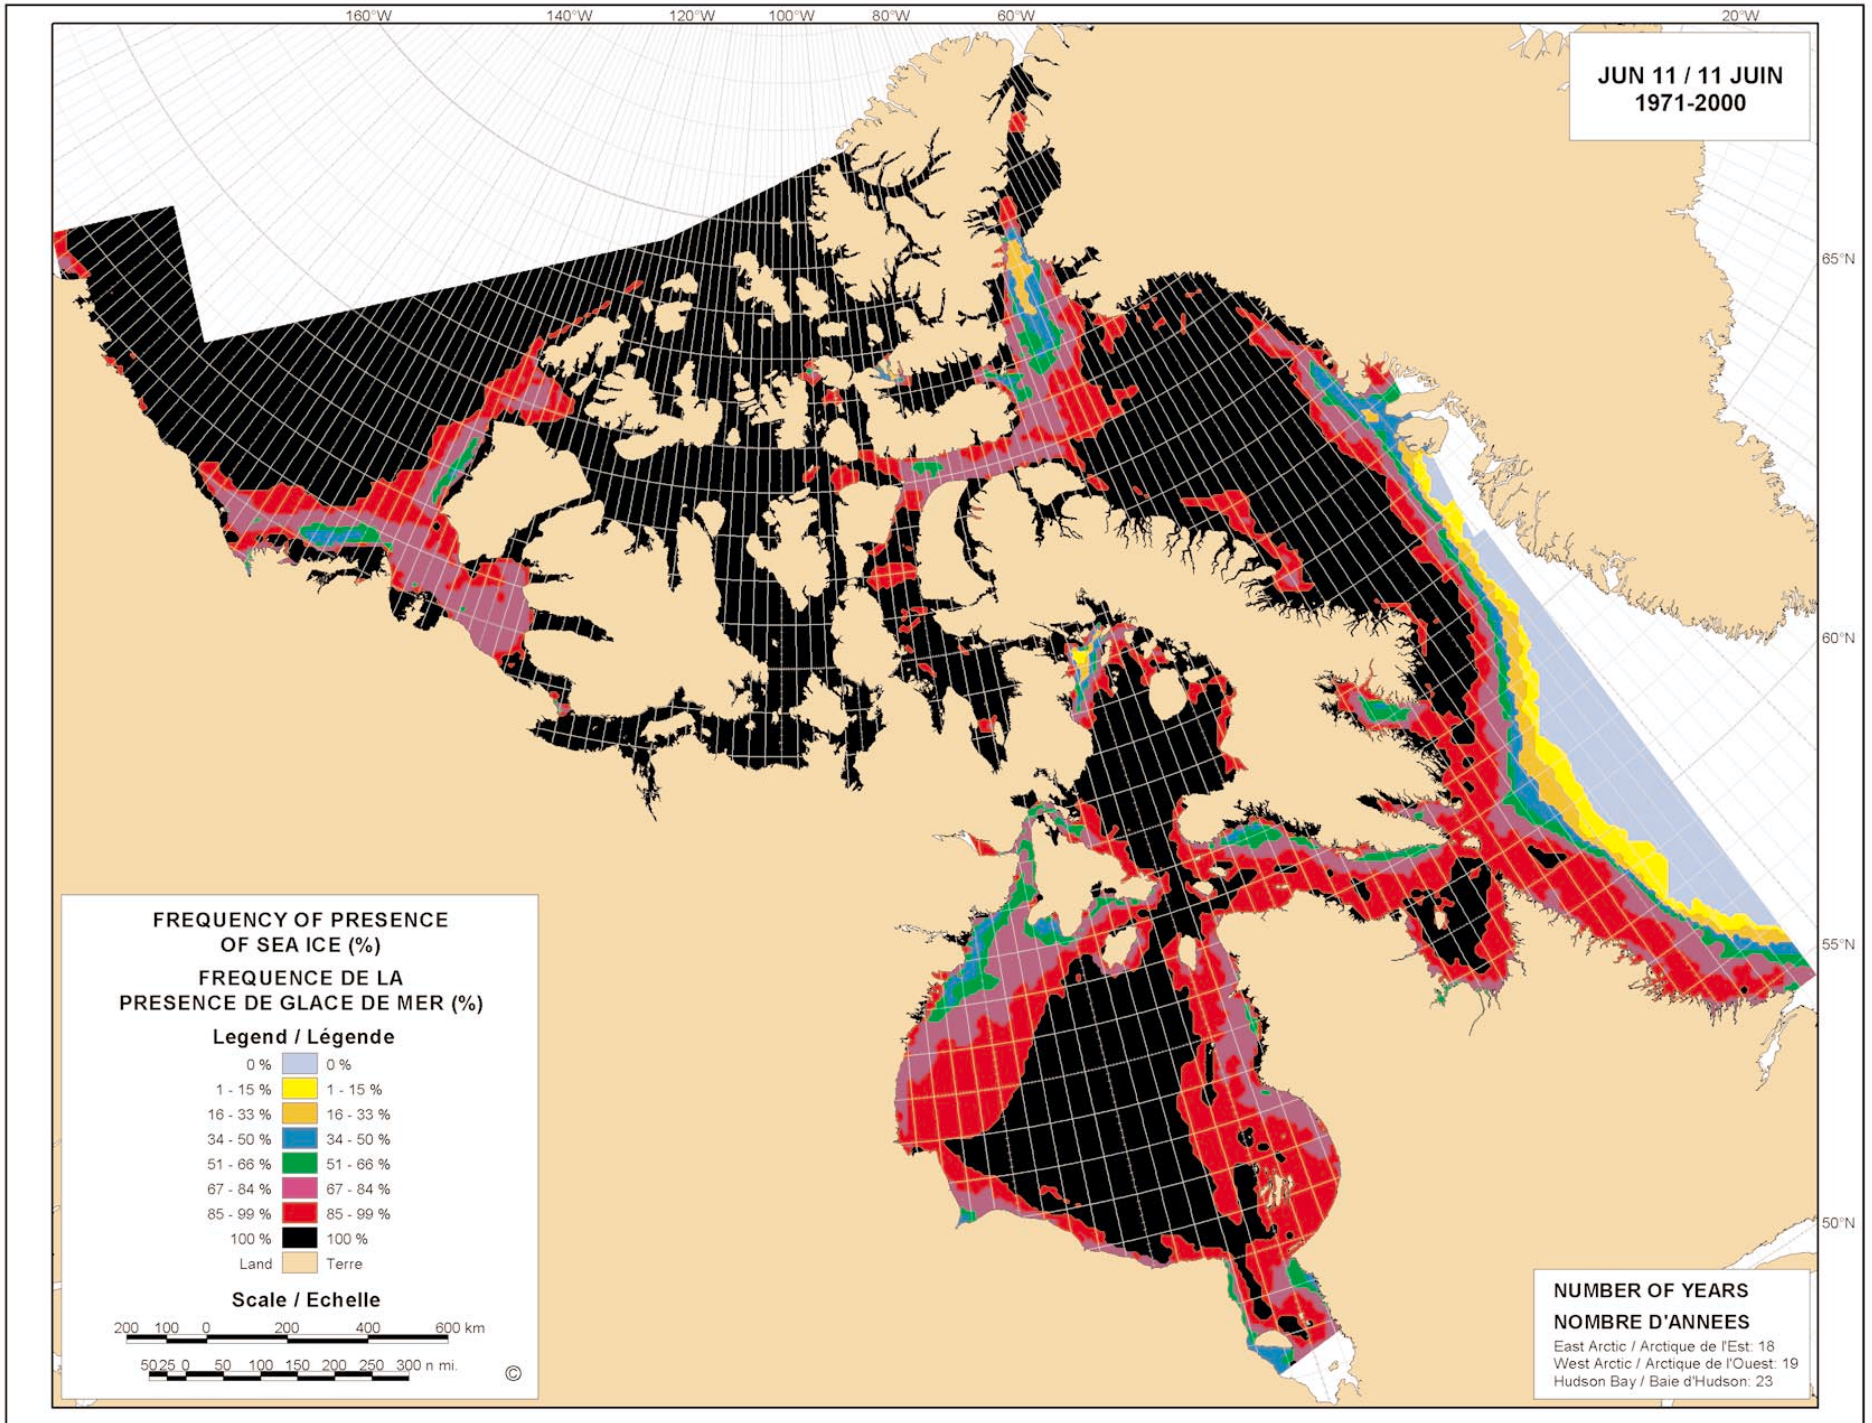 160°W 140°W 120°W 100°W 80°W 60°W 20°W
JUN 11 / 11 JUIN
1971-2000
65°N
60°N
55°N
50°N
FREQUENCY OF PRESENCE
OF SEA ICE (%)
FREQUENCE DE LA
PRESENCE DE GLACE DE MER (%)
Legend / Légende
0 % 0 %
1 - 15 % 1 - 15 %
16 - 33 % 16 - 33 %
34 - 50 % 34 - 50 %
51 - 66 % 51 - 66 %
67 - 84 % 67 - 84 %
85 - 99 % 85 - 99 %
100 % 100 %
Land Terre
Scale / Echelle
200 100 0 200 400 600 km
50 25 0 50 100 150 200 250 300 n mi.
©
NUMBER OF YEARS
NOMBRE D'ANNEES
East Arctic / Arctique de l'Est: 18
West Arctic / Arctique de l'Ouest: 19
Hudson Bay / Baie d'Hudson: 23